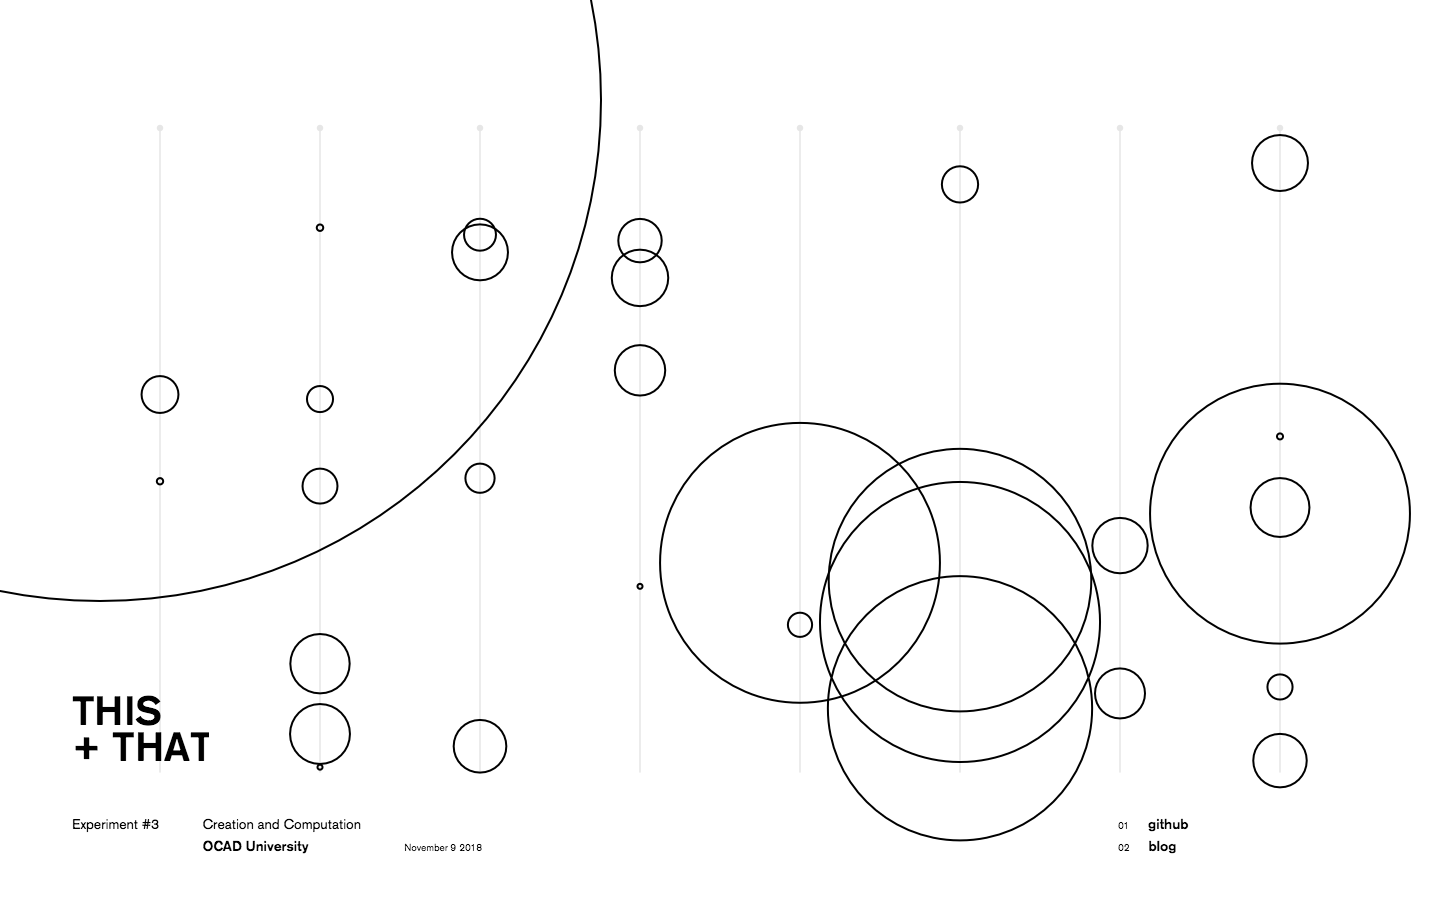 THIS
+ THAT
Experiment #3
Creation and Computation
OCAD University
November 9 2018
01 github
02 blog